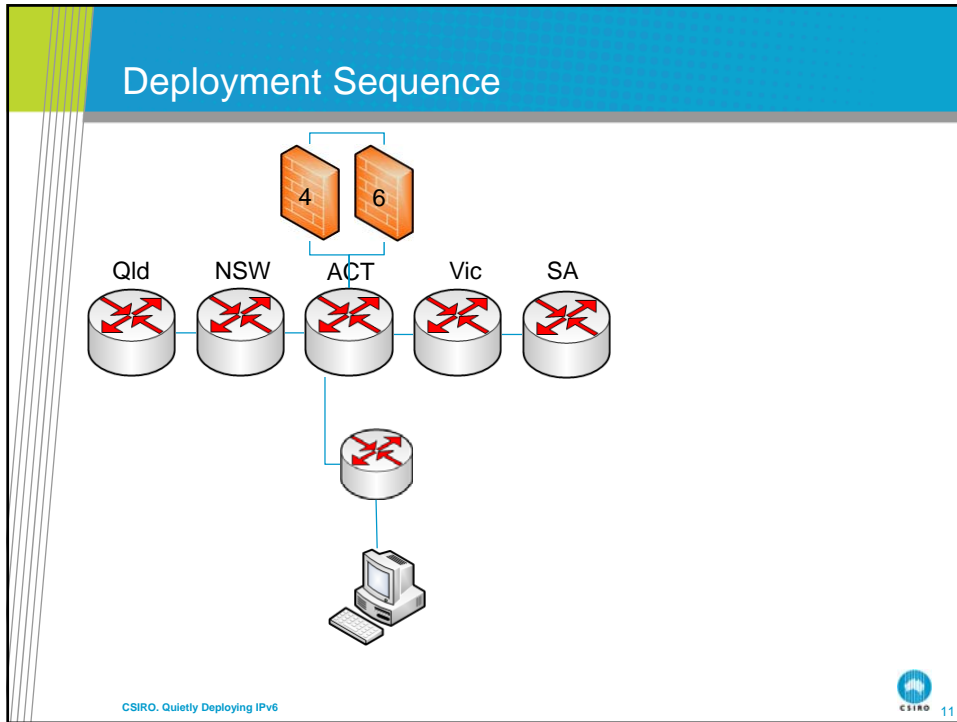 Deployment Sequence
4 6
Qld NSW ACT Vic SA
CSIRO. Quietly Deploying IPv6
CSIRO 11